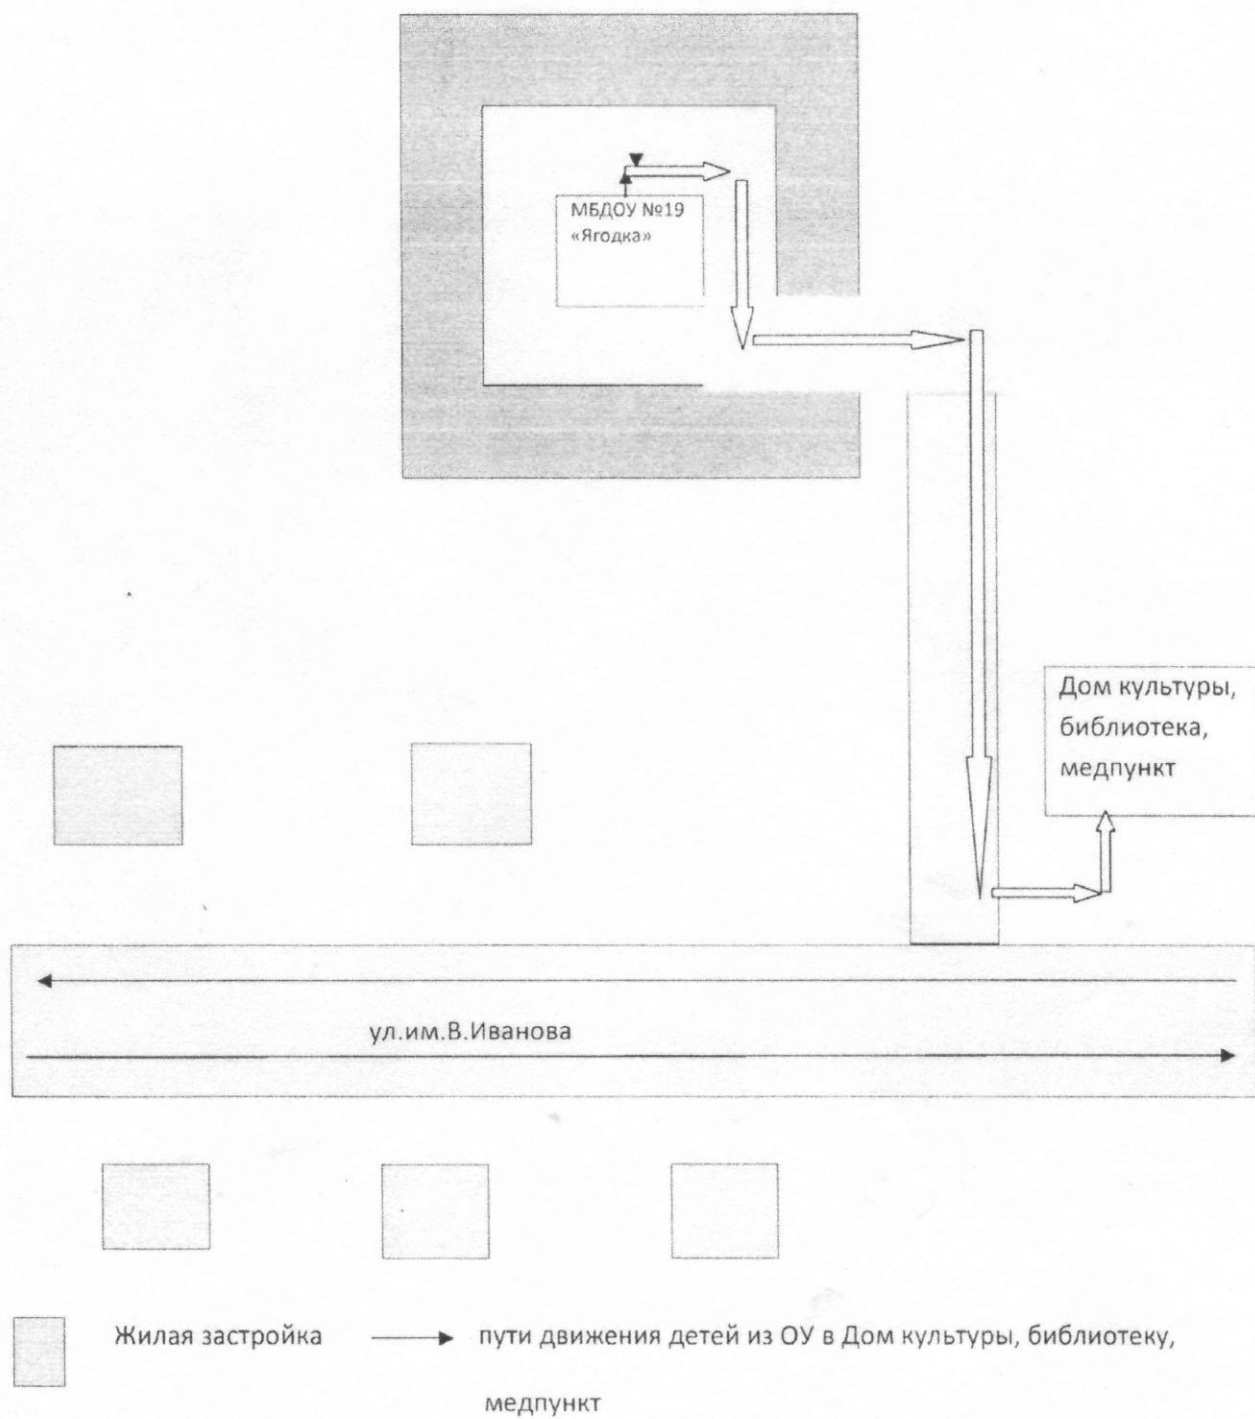 МБДОУ №19
«Ягодка»
Дом культуры,
библиотека,
медпункт
ул.им.В.Иванова
Жилая застройка
пути движения детей из ОУ в Дом культуры, библиотеку,
медпункт